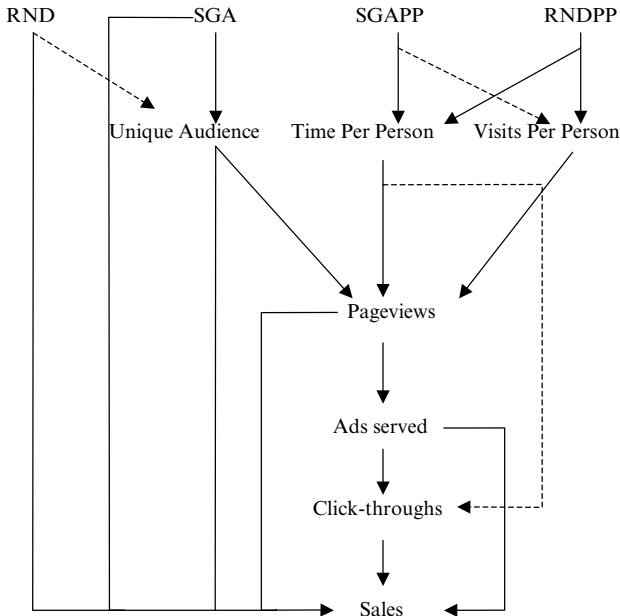 RND SGA SGAPP RNDPP
Unique Audience Time Per Person Visits Per Person
Pageviews
Ads served
Click-throughs
Sales